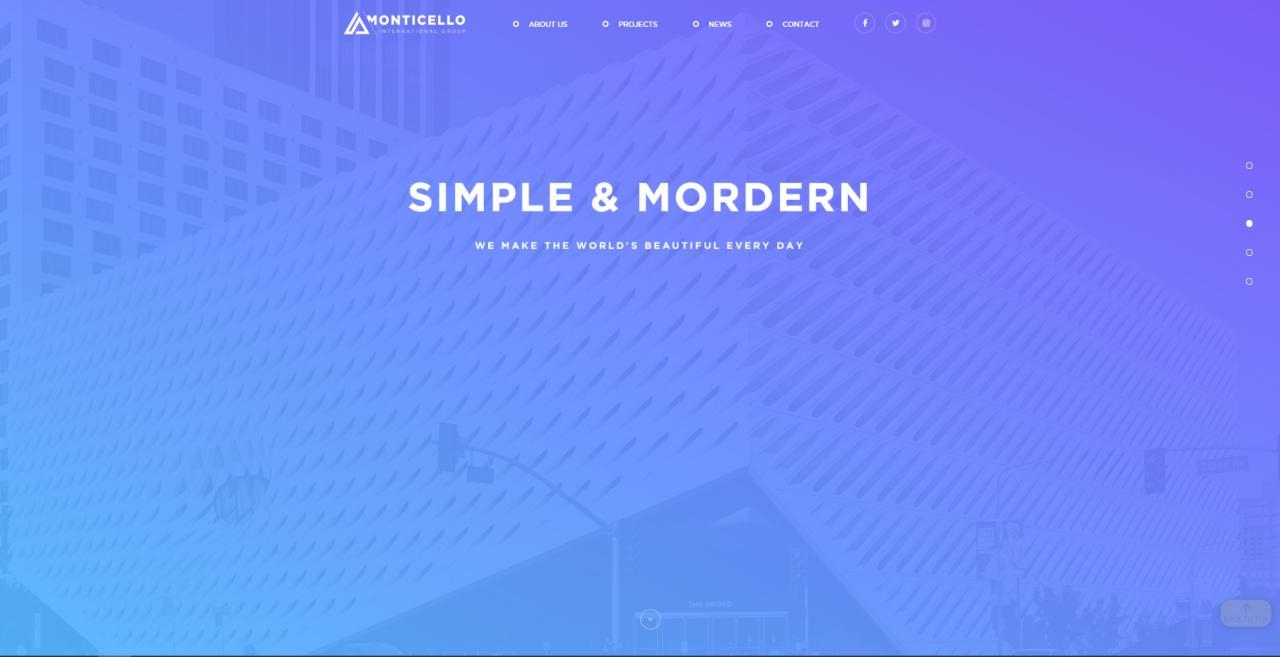 MONTICELLO
INTERNATIONAL GROUP
ABOUT US
PROJECTS
NEWS
CONTACT
SIMPLE & MORDERN
WE MAKE THE WORLD'S BEAUTIFUL EVERY DAY
THE BROAD